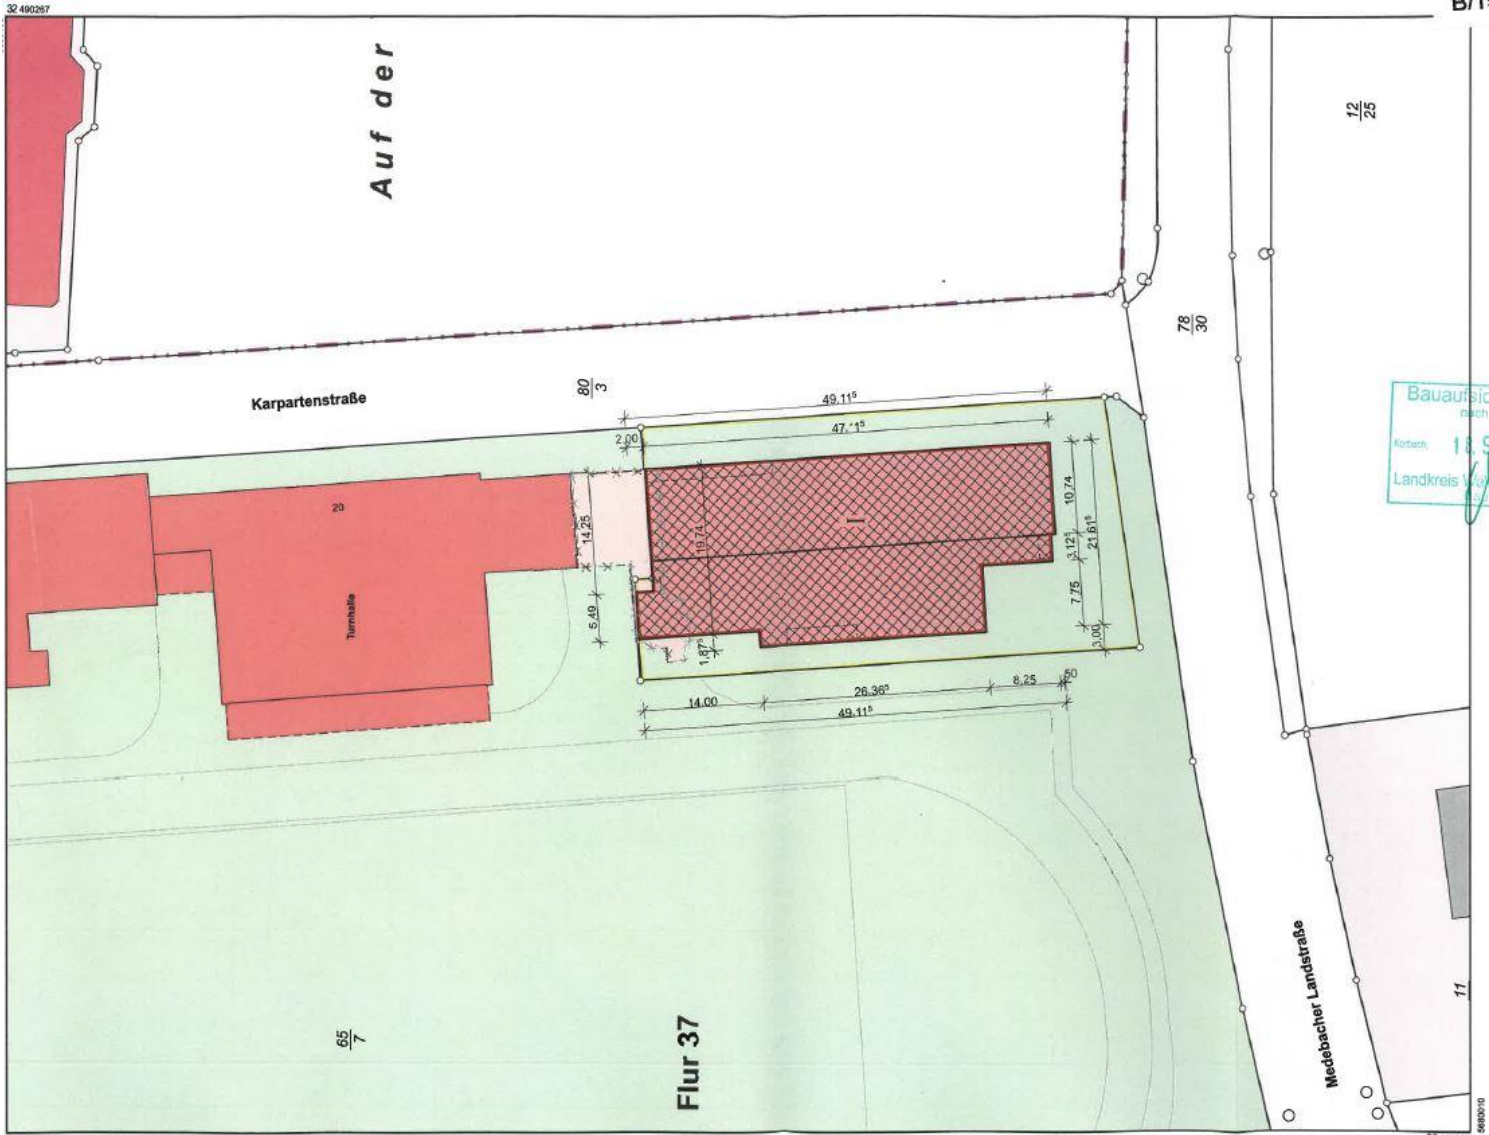 32 490267
Auf der
12
25
78
30
Karpartenstraße
80
3
49.11⁵
47.11⁵
2.00
Bauaufsic
nach
Korbach,
Landkreis
20
14.25
19.74
I
10.74
3.12⁵
21.61⁵
7.75
3.00
Turnhalle
5.49
1.87⁵
14.00
26.36⁵
8.25
50
49.11⁵
65
7
Flur 37
Medebacher Landstraße
11
5680010